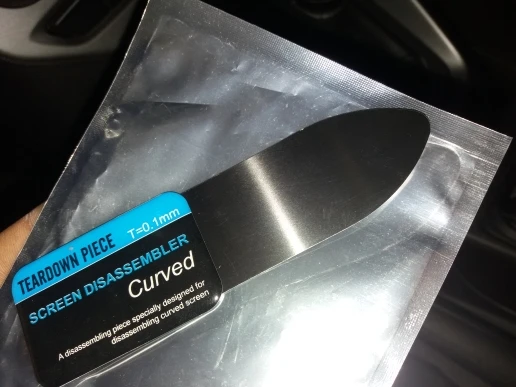 TEARDOWN PIECE T=0.1mm
SCREEN DISASSEMBLER
Curved
A disassembling piece specially designed for
disassembling curved screen